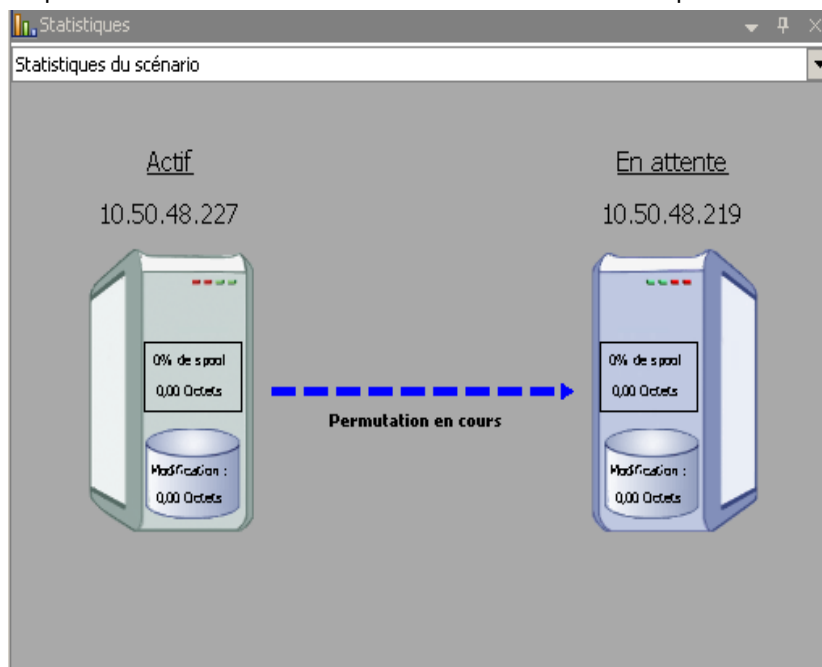 Statistiques
Statistiques du scénario
Actif
En attente
10.50.48.227
10.50.48.219
0% de spool
0,00 Octets
0% de spool
0,00 Octets
Permutation en cours
Modification :
0,00 Octets
Modification :
0,00 Octets